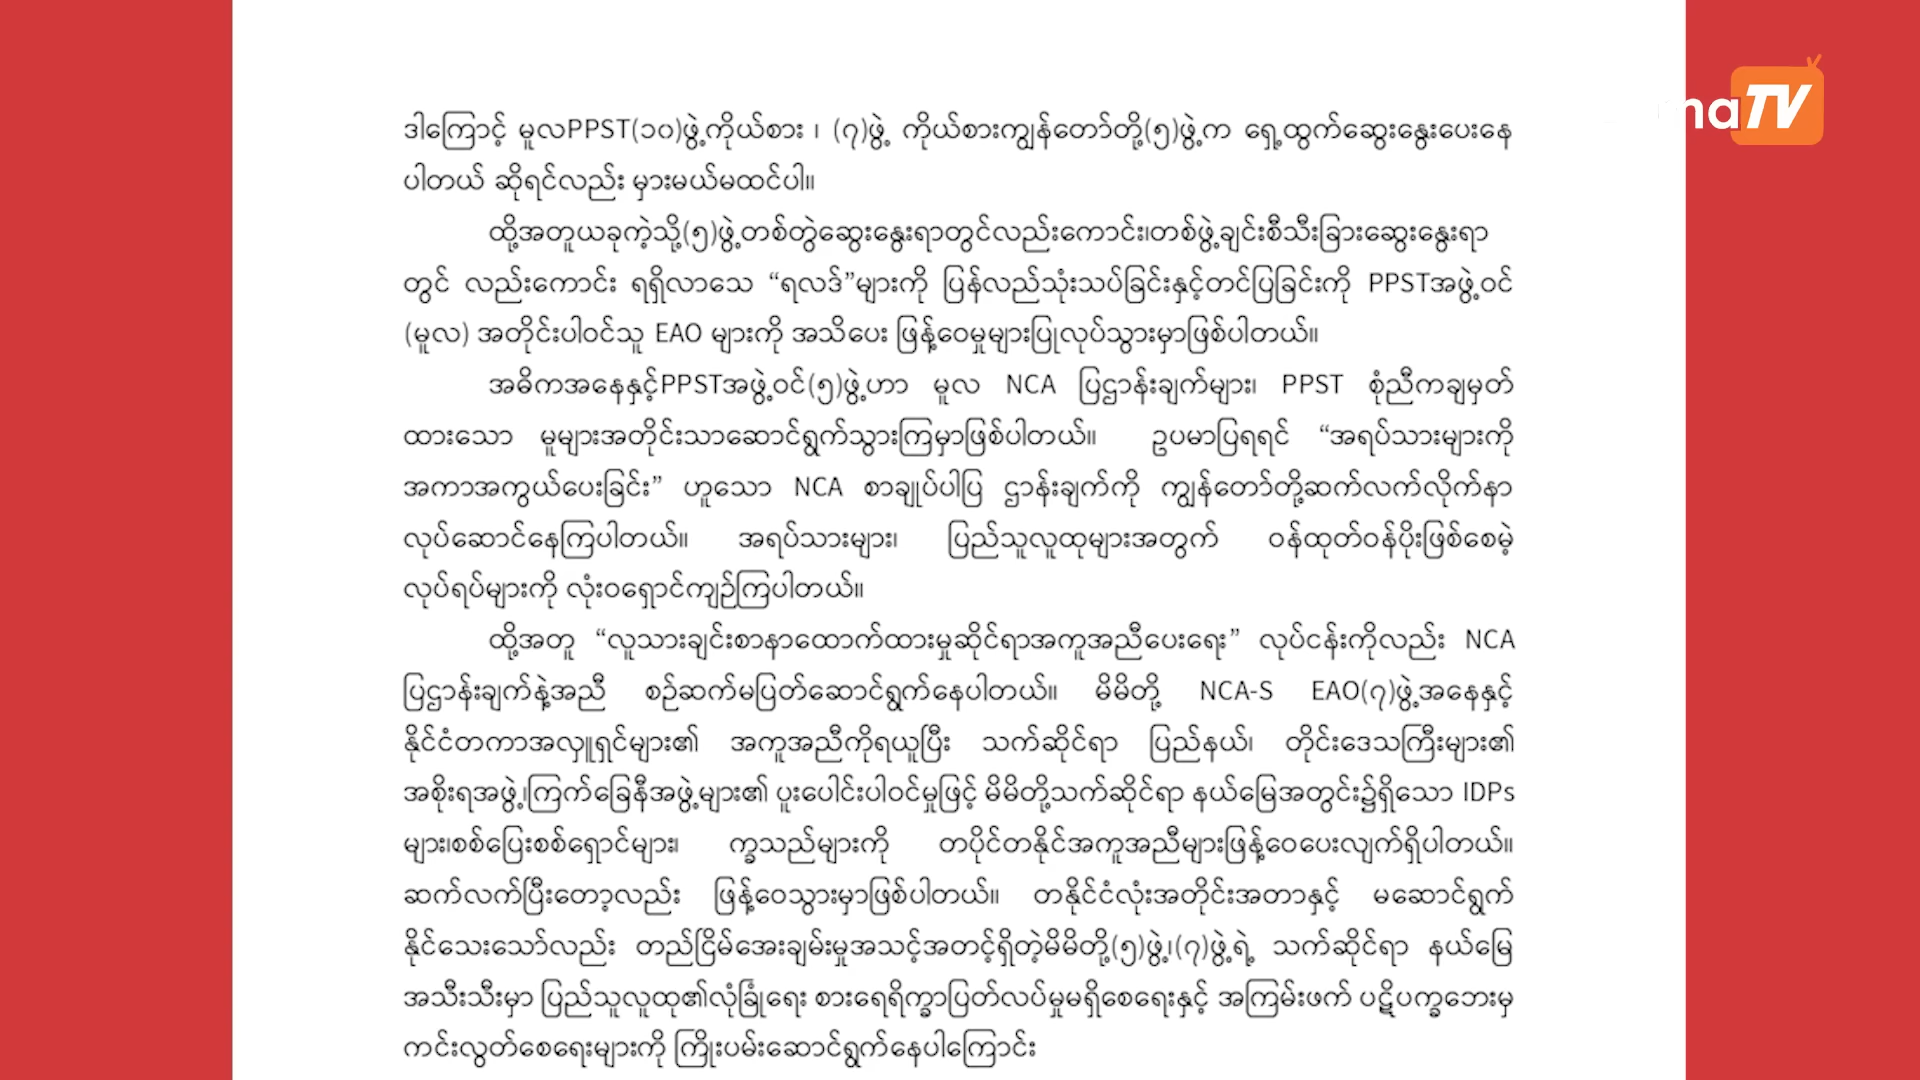 ဒါကြောင့် မူလPPST(၁၀)ဖွဲ့ကိုယ်စား ၊ (၇)ဖွဲ့ ကိုယ်စားကျွန်တော်တို့(၅)ဖွဲ့က ရှေ့ထွက်ဆွေးနွေးပေးနေ
ပါတယ် ဆိုရင်လည်း မှားမယ်မထင်ပါ။
ထို့အတူယခုကဲ့သို့(၅)ဖွဲ့တစ်တွဲဆွေးနွေးရာတွင်လည်းကောင်း၊တစ်ဖွဲ့ချင်းစီသီးခြားဆွေးနွေးရာ
တွင် လည်းကောင်း ရရှိလာသေ “ရလဒ်”များကို ပြန်လည်သုံးသပ်ခြင်းနှင့်တင်ပြခြင်းကို PPSTအဖွဲ့ဝင်
(မူလ) အတိုင်းပါဝင်သူ EAO များကို အသိပေး ဖြန့်ဝေမှုများပြုလုပ်သွားမှာဖြစ်ပါတယ်။
အဓိကအနေနှင့်PPSTအဖွဲ့ဝင်(၅)ဖွဲ့ဟာ မူလ NCA ပြဌာန်းချက်များ၊ PPST စုံညီကချမှတ်
ထားသော မူများအတိုင်းသာဆောင်ရွက်သွားကြမှာဖြစ်ပါတယ်။ ဥပမာပြရရင် “အရပ်သားများကို
အကာအကွယ်ပေးခြင်း” ဟူသော NCA စာချုပ်ပါပြ ဌာန်းချက်ကို ကျွန်တော်တို့ဆက်လက်လိုက်နာ
လုပ်ဆောင်နေကြပါတယ်။ အရပ်သားများ၊ ပြည်သူလူထုများအတွက် ဝန်ထုတ်ဝန်ပိုးဖြစ်စေမဲ့
လုပ်ရပ်များကို လုံးဝရှောင်ကျဉ်ကြပါတယ်။
ထို့အတူ “လူသားချင်းစာနာထောက်ထားမှုဆိုင်ရာအကူအညီပေးရေး” လုပ်ငန်းကိုလည်း NCA
ပြဌာန်းချက်နဲ့အညီ စဉ်ဆက်မပြတ်ဆောင်ရွက်နေပါတယ်။ မိမိတို့ NCA-S EAO(၇)ဖွဲ့အနေနှင့်
နိုင်ငံတကာအလှူရှင်များ၏ အကူအညီကိုရယူပြီး သက်ဆိုင်ရာ ပြည်နယ်၊ တိုင်းဒေသကြီးများ၏
အစိုးရအဖွဲ့၊ကြက်ခြေနီအဖွဲ့များ၏ ပူးပေါင်းပါဝင်မှုဖြင့် မိမိတို့သက်ဆိုင်ရာ နယ်မြေအတွင်း၌ရှိသော IDPs
များ၊စစ်ပြေးစစ်ရှောင်များ၊ ဣခသည်များကို တပိုင်တနိုင်အကူအညီများဖြန့်ဝေပေးလျက်ရှိပါတယ်။
ဆက်လက်ပြီးတော့လည်း ဖြန့်ဝေသွားမှာဖြစ်ပါတယ်။ တနိုင်ငံလုံးအတိုင်းအတာနှင့် မဆောင်ရွက်
နိုင်သေးသော်လည်း တည်ငြိမ်အေးချမ်းမှုအသင့်အတင့်ရှိတဲ့မိမိတို့(၅)ဖွဲ့၊(၇)ဖွဲ့ရဲ့ သက်ဆိုင်ရာ နယ်မြေ
အသီးသီးမှာ ပြည်သူလူထု၏လုံခြုံရေး စားရေရိက္ခာပြတ်လပ်မှုမရှိစေရေးနှင့် အကြမ်းဖက် ပဋိပက္ခဘေးမှ
ကင်းလွတ်စေရေးများကို ကြိုးပမ်းဆောင်ရွက်နေပါကြောင်း
maTV